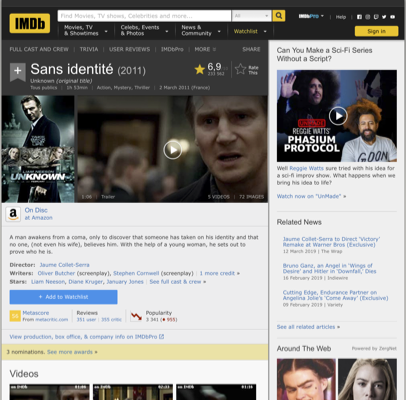 IMDb
Find Movies, TV shows, Celebrities and more...
All
IMDbPro
Help
Movies, TV
& Showtimes
Celebs, Events
& Photos
News &
Community
Watchlist
Sign in
FULL CAST AND CREW | TRIVIA | USER REVIEWS | IMDbPro | MORE
SHARE
Sans identité (2011)
Unknown (original title)
Tous publics | 1h 53min | Action, Mystery, Thriller | 2 March 2011 (France)
6,9
Rate
This
UNKNOWN
2:06 | Trailer
5 VIDEOS | 72 IMAGES
On Disc
at Amazon
A man awakens from a coma, only to discover that someone has taken on his identity and that
no one, (not even his wife), believes him. With the help of a young woman, he sets out to
prove who he is.
Director: Jaume Collet-Serra
Writers: Oliver Butcher (screenplay), Stephen Cornwell (screenplay) | 1 more credit »
Stars: Liam Neeson, Diane Kruger, January Jones | See full cast & crew »
+ Add to Watchlist
Metascore
From metacritic.com
Reviews
351 user | 355 critic
Popularity
3 341 (955)
View production, box office, & company info on IMDbPro
3 nominations. See more awards »
Videos
Can You Make a Sci-Fi Series
Without a Script?
REGGIE WATTS'
PHASIUM
PROTOCOL
Well Reggie Watts sure tried with his idea for
a sci-fi improv show. What happens when we
bring his idea to life?
Watch now on "UnMade" »
Related News
Jaume Collet-Serra to Direct 'Victory'
Remake at Warner Bros (Exclusive)
12 March 2019 | The Wrap
Bruno Ganz, an Angel in 'Wings of
Desire' and Hitler in 'Downfall,' Dies
16 February 2019 | Indiewire
Cutting Edge, Endurance Partner on
Angelina Jolie's 'Come Away' (Exclusive)
09 February 2019 | Variety
See all related articles »
Around The Web
Powered by ZergNet